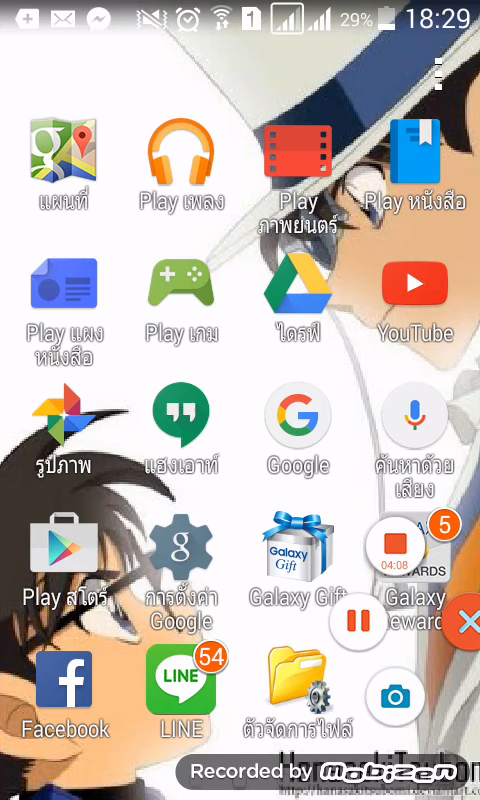 1 29% 18:29
แผนที่
Play เพลง
Play
ภาพยนตร์
Play หนังสือ
Play แผง
หนังสือ
Play เกม
ไดรฟ์
YouTube
รูปภาพ
แฮงเอาท์
Google
ค้นหาด้วย
เสียง
Play สโตร์
การตั้งค่า
Google
Galaxy
Gift
Galaxy Gift
5
04:08
Galaxy
Facebook
LINE
54
LINE
ตัวจัดการไฟล์
Recorded by Mobizen